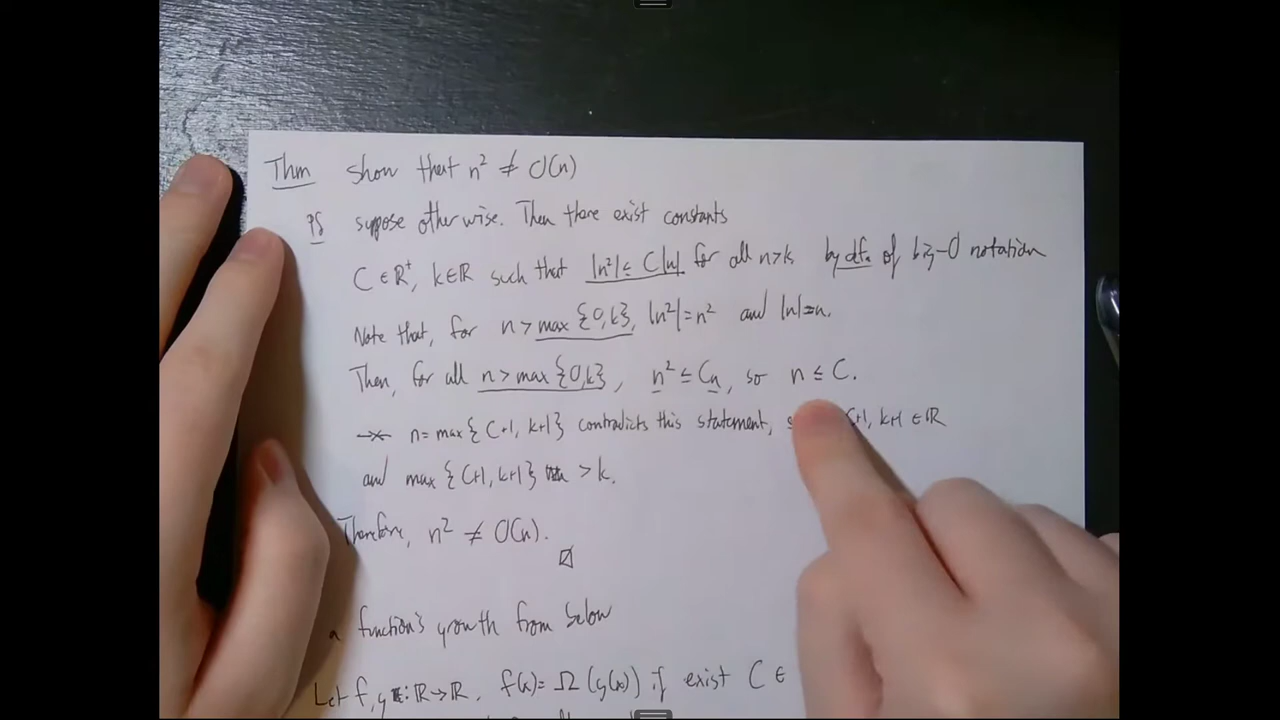 Thm show that n² ≠ O(n)
Pf suppose otherwise. Then there exist constants
C∈ℝ⁺, k∈ℝ such that |n²| ≤ C|n| for all n>k by dfn of big-O notation
Note that, for n > max {0,k}, |n²|=n² and |n|=n.
Then, for all n > max {0,k}, n² ≤ Cn, so n ≤ C.
n= max{C+1, k+1} contradicts this statement, C+1, k+1 ∈ℝ
and max {C+1, k+1} > k.
Therefore, n² ≠ O(n).
a function's growth from below
Let f,g : ℝ→ℝ. f(x)= Ω (g(x)) if exist C ∈